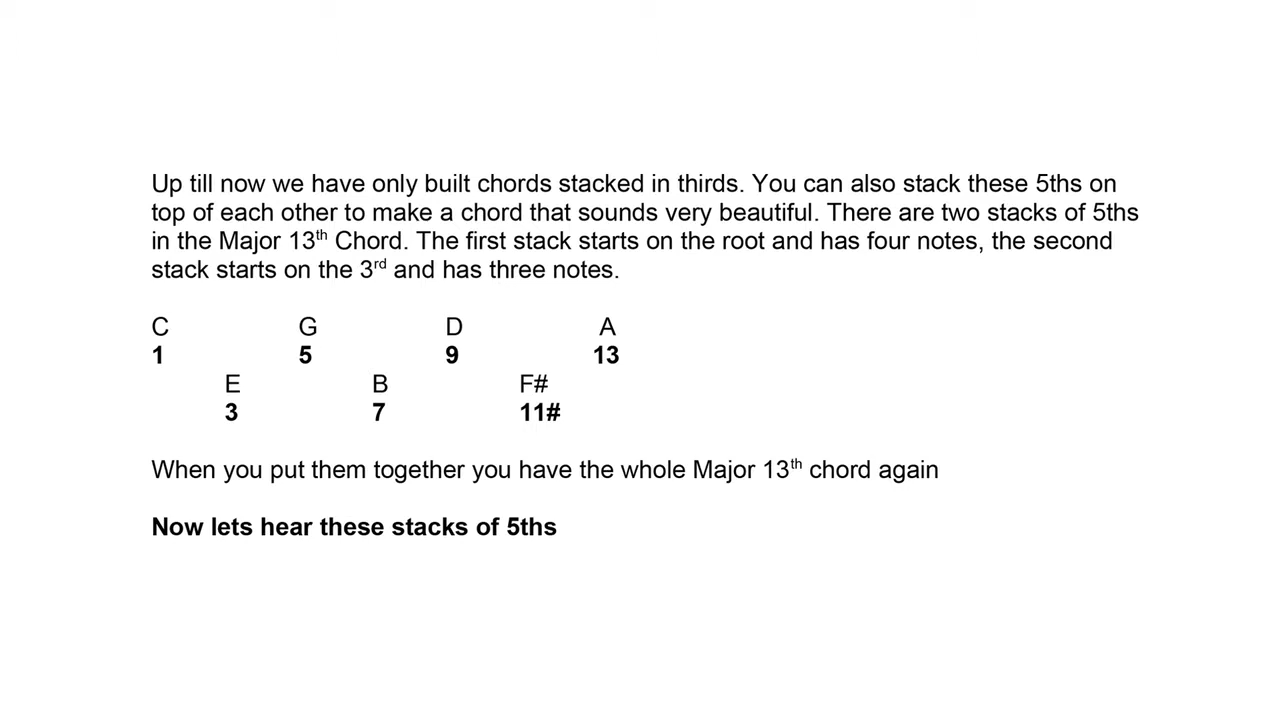 Up till now we have only built chords stacked in thirds. You can also stack these 5ths on
top of each other to make a chord that sounds very beautiful. There are two stacks of 5ths
in the Major 13th Chord. The first stack starts on the root and has four notes, the second
stack starts on the 3rd and has three notes.
C G D A
1 5 9 13
E B F#
3 7 11#
When you put them together you have the whole Major 13th chord again
Now lets hear these stacks of 5ths